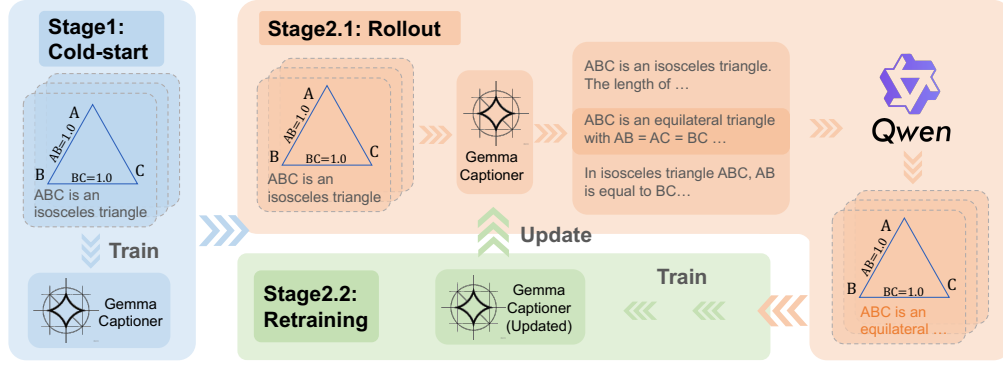 Stage1:
Cold-start
A
AB=1.0
B
BC=1.0
C
ABC is an
isosceles triangle
Train
Gemma
Captioner
Stage2.1: Rollout
A
AB=1.0
B
BC=1.0
C
ABC is an
isosceles triangle
Gemma
Captioner
ABC is an isosceles triangle.
The length of …
ABC is an equilateral triangle
with AB = AC = BC …
In isosceles triangle ABC, AB
is equal to BC…
Qwen
A
AB=1.0
B
BC=1.0
C
ABC is an
equilateral …
Update
Stage2.2:
Retraining
Gemma
Captioner
(Updated)
Train